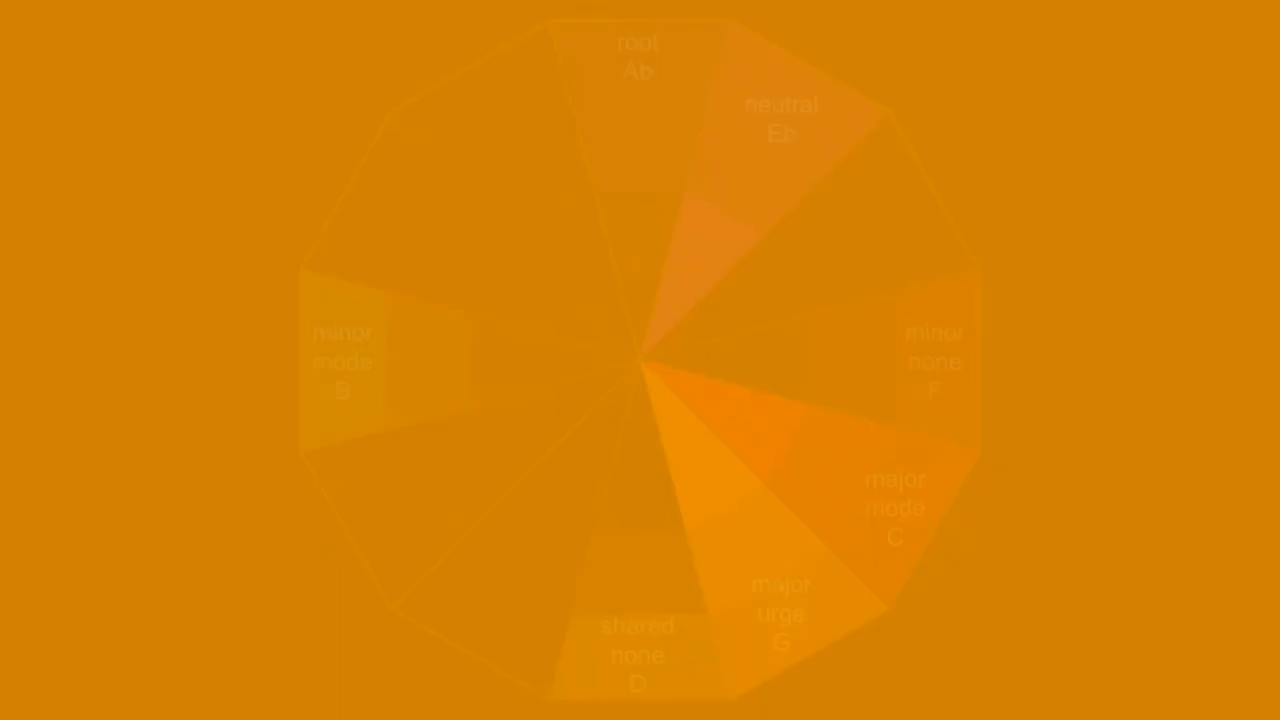 root
Ab
neutral
Eb
minor
none
F
major
mode
C
major
urge
G
shared
none
D
minor
mode
B